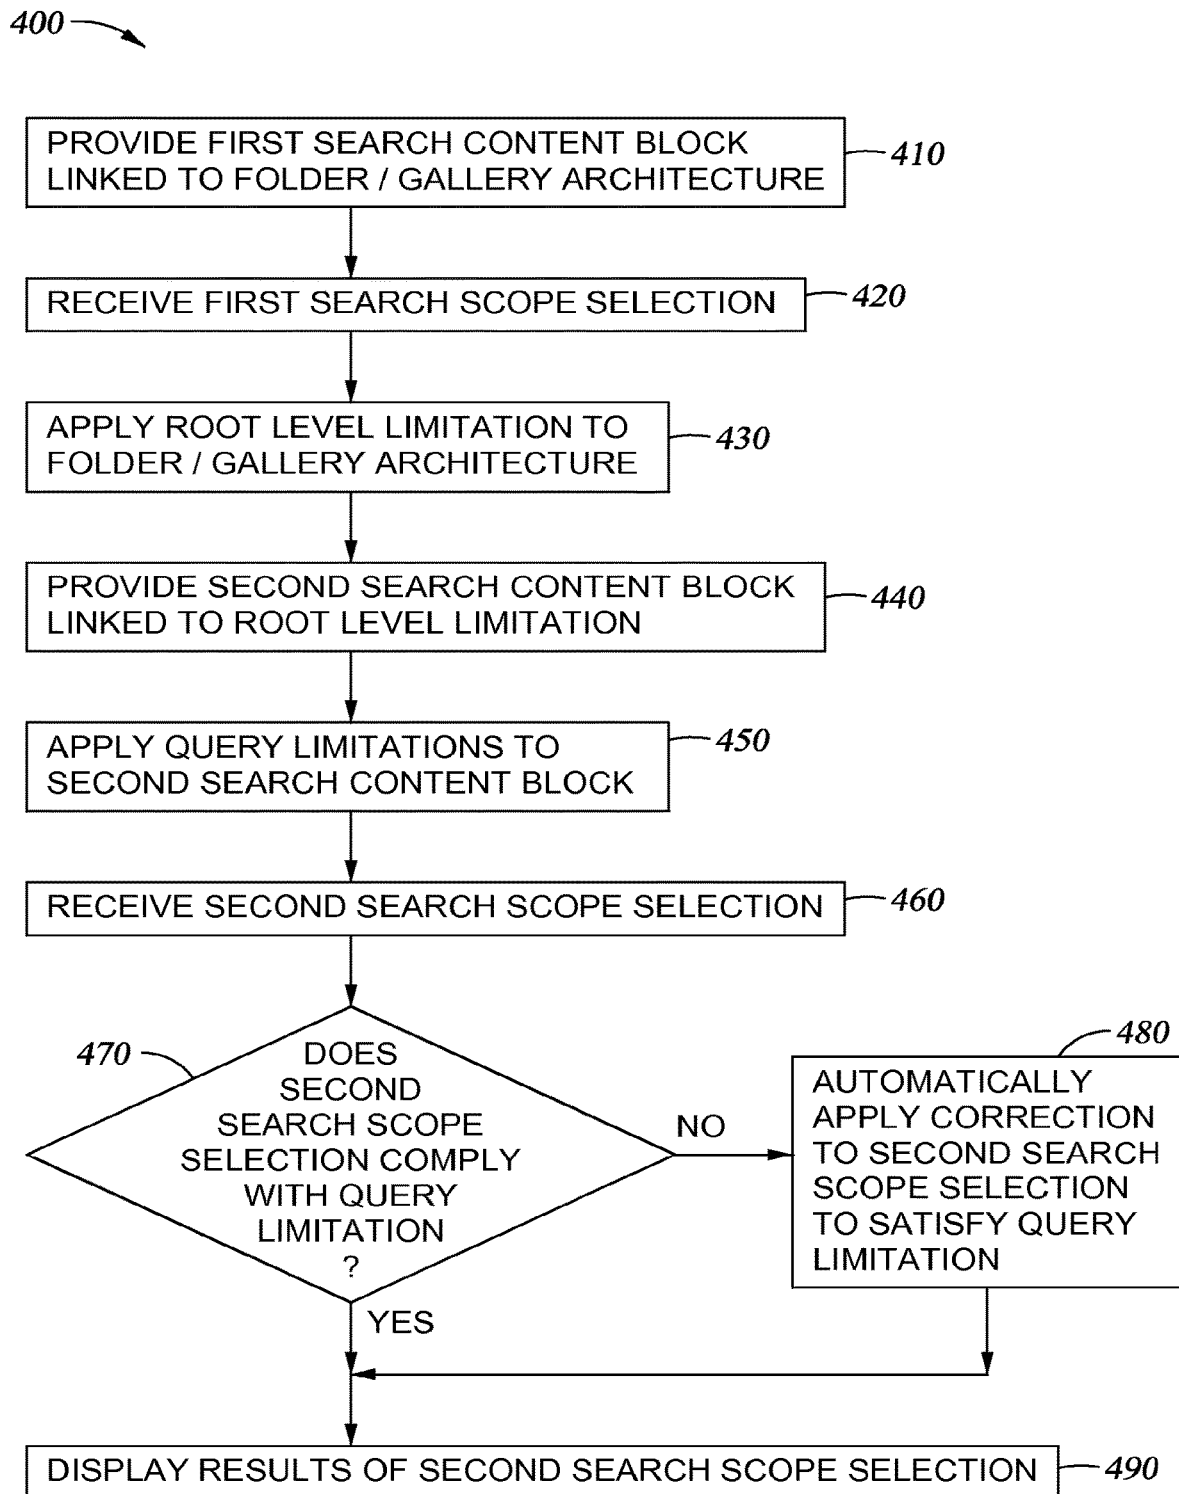 400
PROVIDE FIRST SEARCH CONTENT BLOCK
LINKED TO FOLDER / GALLERY ARCHITECTURE
410
RECEIVE FIRST SEARCH SCOPE SELECTION
420
APPLY ROOT LEVEL LIMITATION TO
FOLDER / GALLERY ARCHITECTURE
430
PROVIDE SECOND SEARCH CONTENT BLOCK
LINKED TO ROOT LEVEL LIMITATION
440
APPLY QUERY LIMITATIONS TO
SECOND SEARCH CONTENT BLOCK
450
RECEIVE SECOND SEARCH SCOPE SELECTION
460
470
DOES
SECOND
SEARCH SCOPE
SELECTION COMPLY
WITH QUERY
LIMITATION
?
NO
YES
480
AUTOMATICALLY
APPLY CORRECTION
TO SECOND SEARCH
SCOPE SELECTION
TO SATISFY QUERY
LIMITATION
DISPLAY RESULTS OF SECOND SEARCH SCOPE SELECTION
490